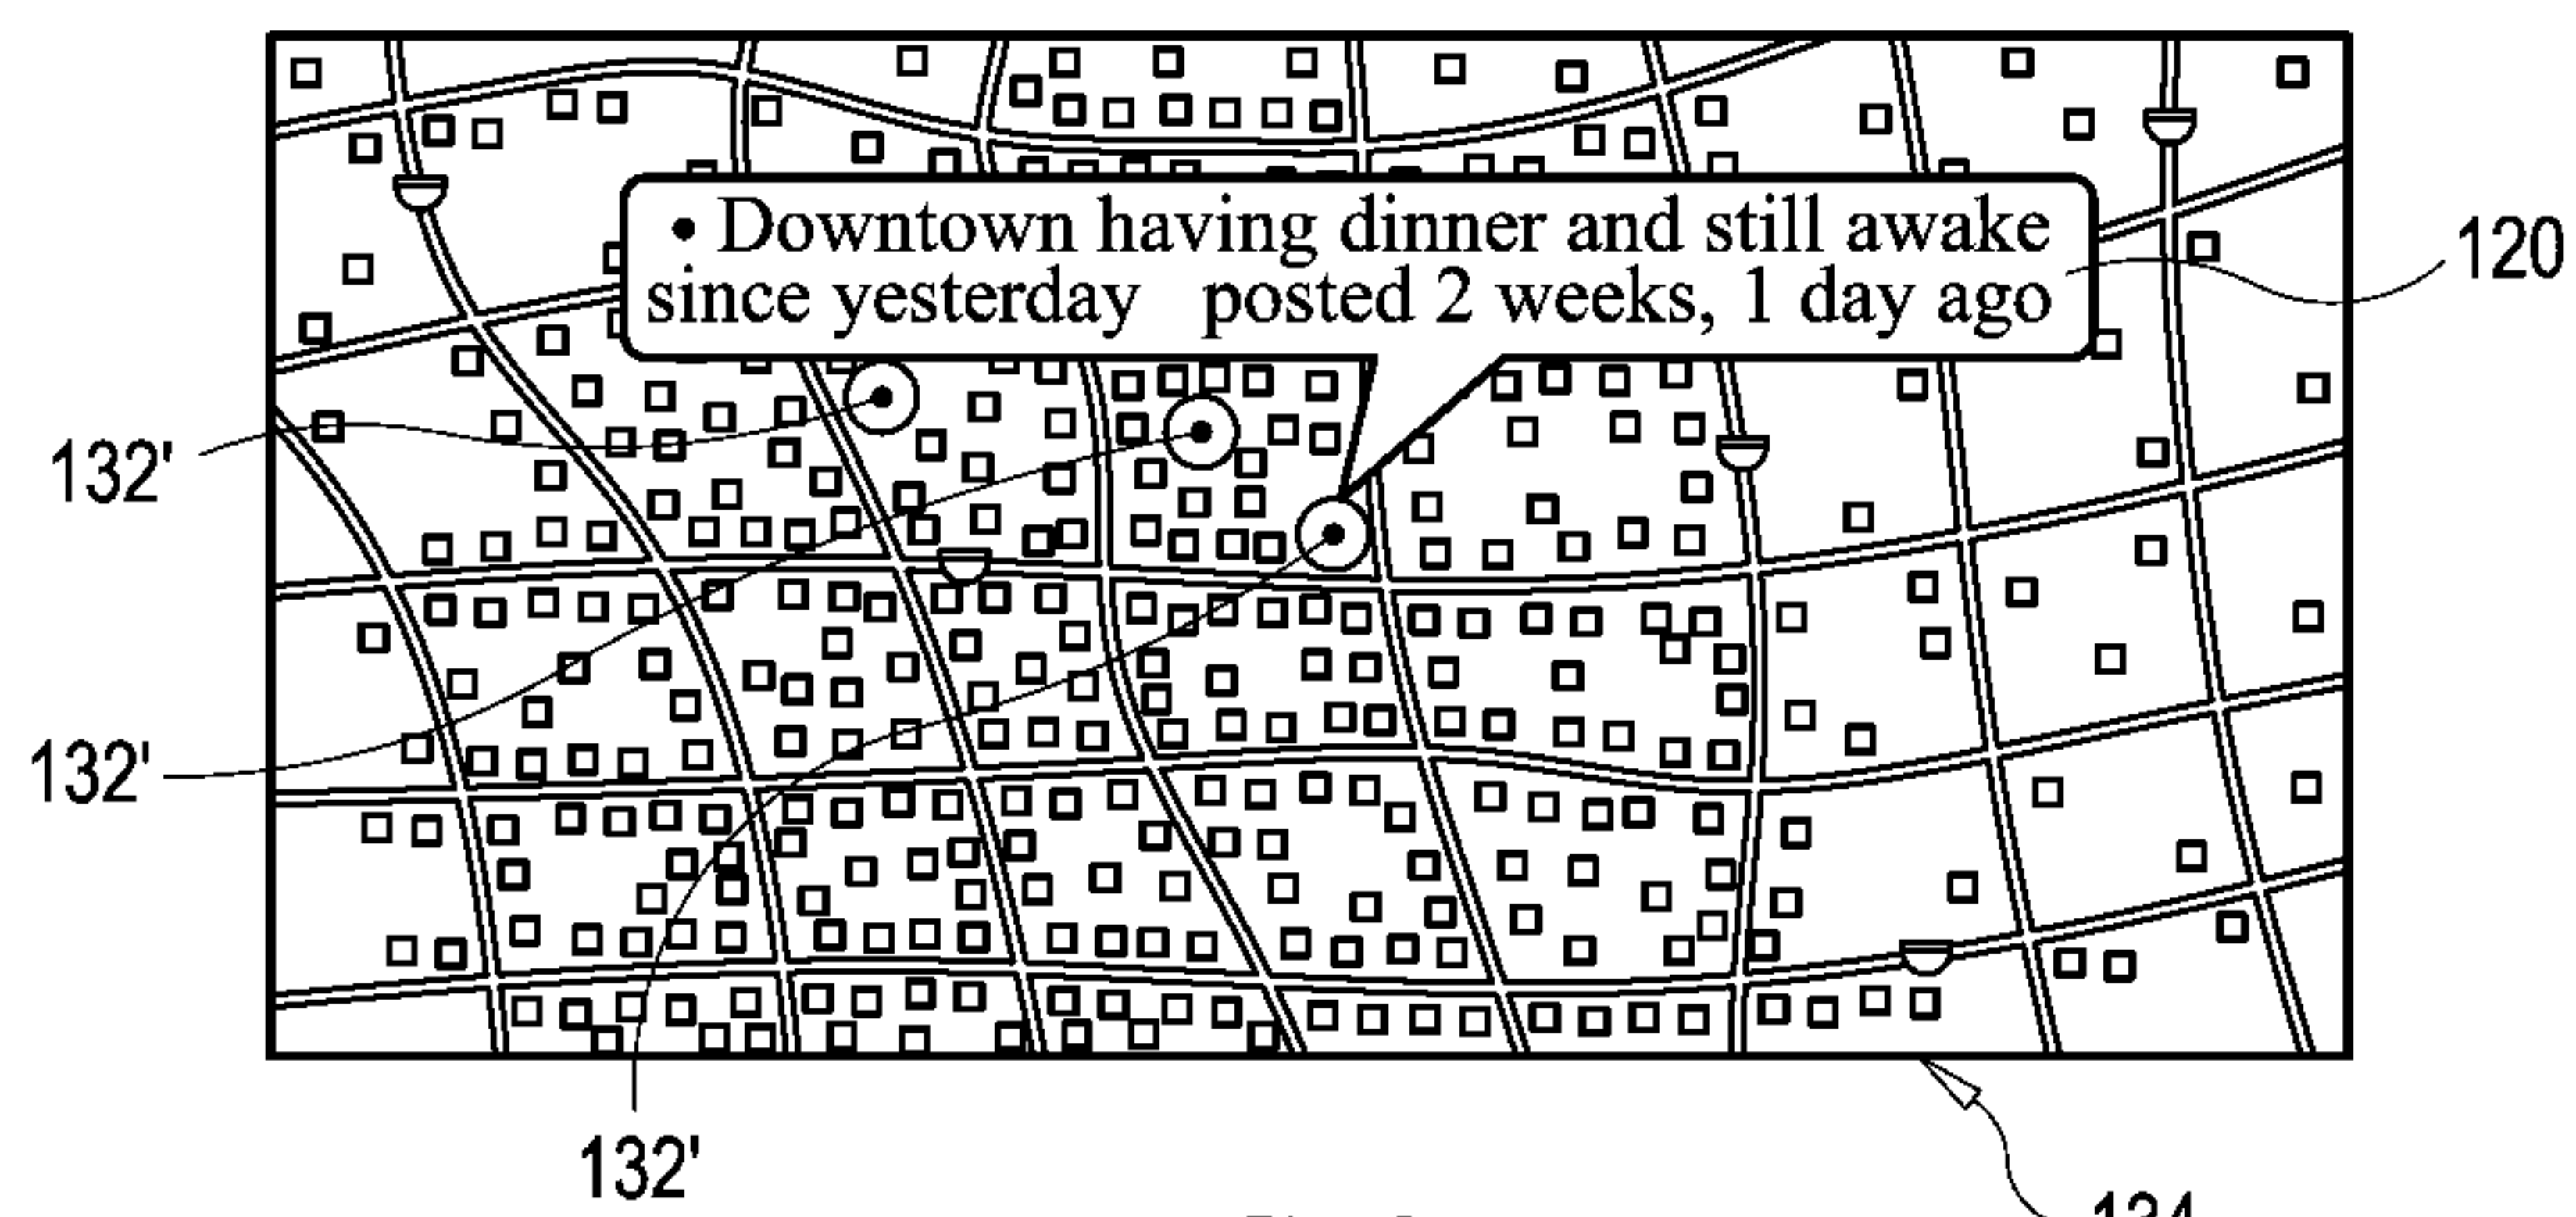 • Downtown having dinner and still awake
since yesterday posted 2 weeks, 1 day ago
120
132'
132'
132'